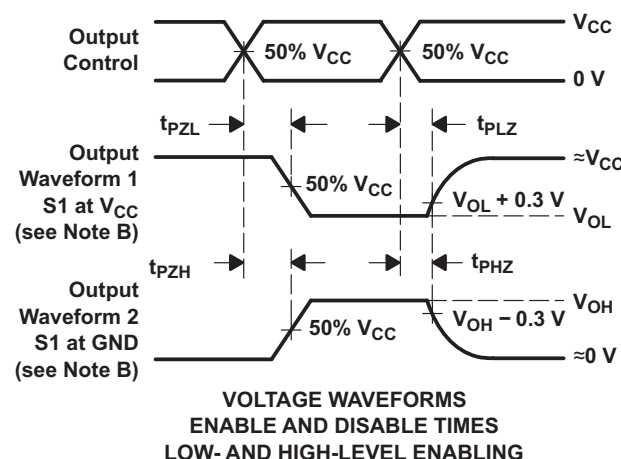 Output
Control
50% VCC
50% VCC
VCC
0 V
tPZL
tPLZ
Output
Waveform 1
S1 at VCC
(see Note B)
50% VCC
≈VCC
VOL + 0.3 V
VOL
tPZH
tPHZ
Output
Waveform 2
S1 at GND
(see Note B)
50% VCC
VOH
VOH − 0.3 V
≈0 V
VOLTAGE WAVEFORMS
ENABLE AND DISABLE TIMES
LOW- AND HIGH-LEVEL ENABLING